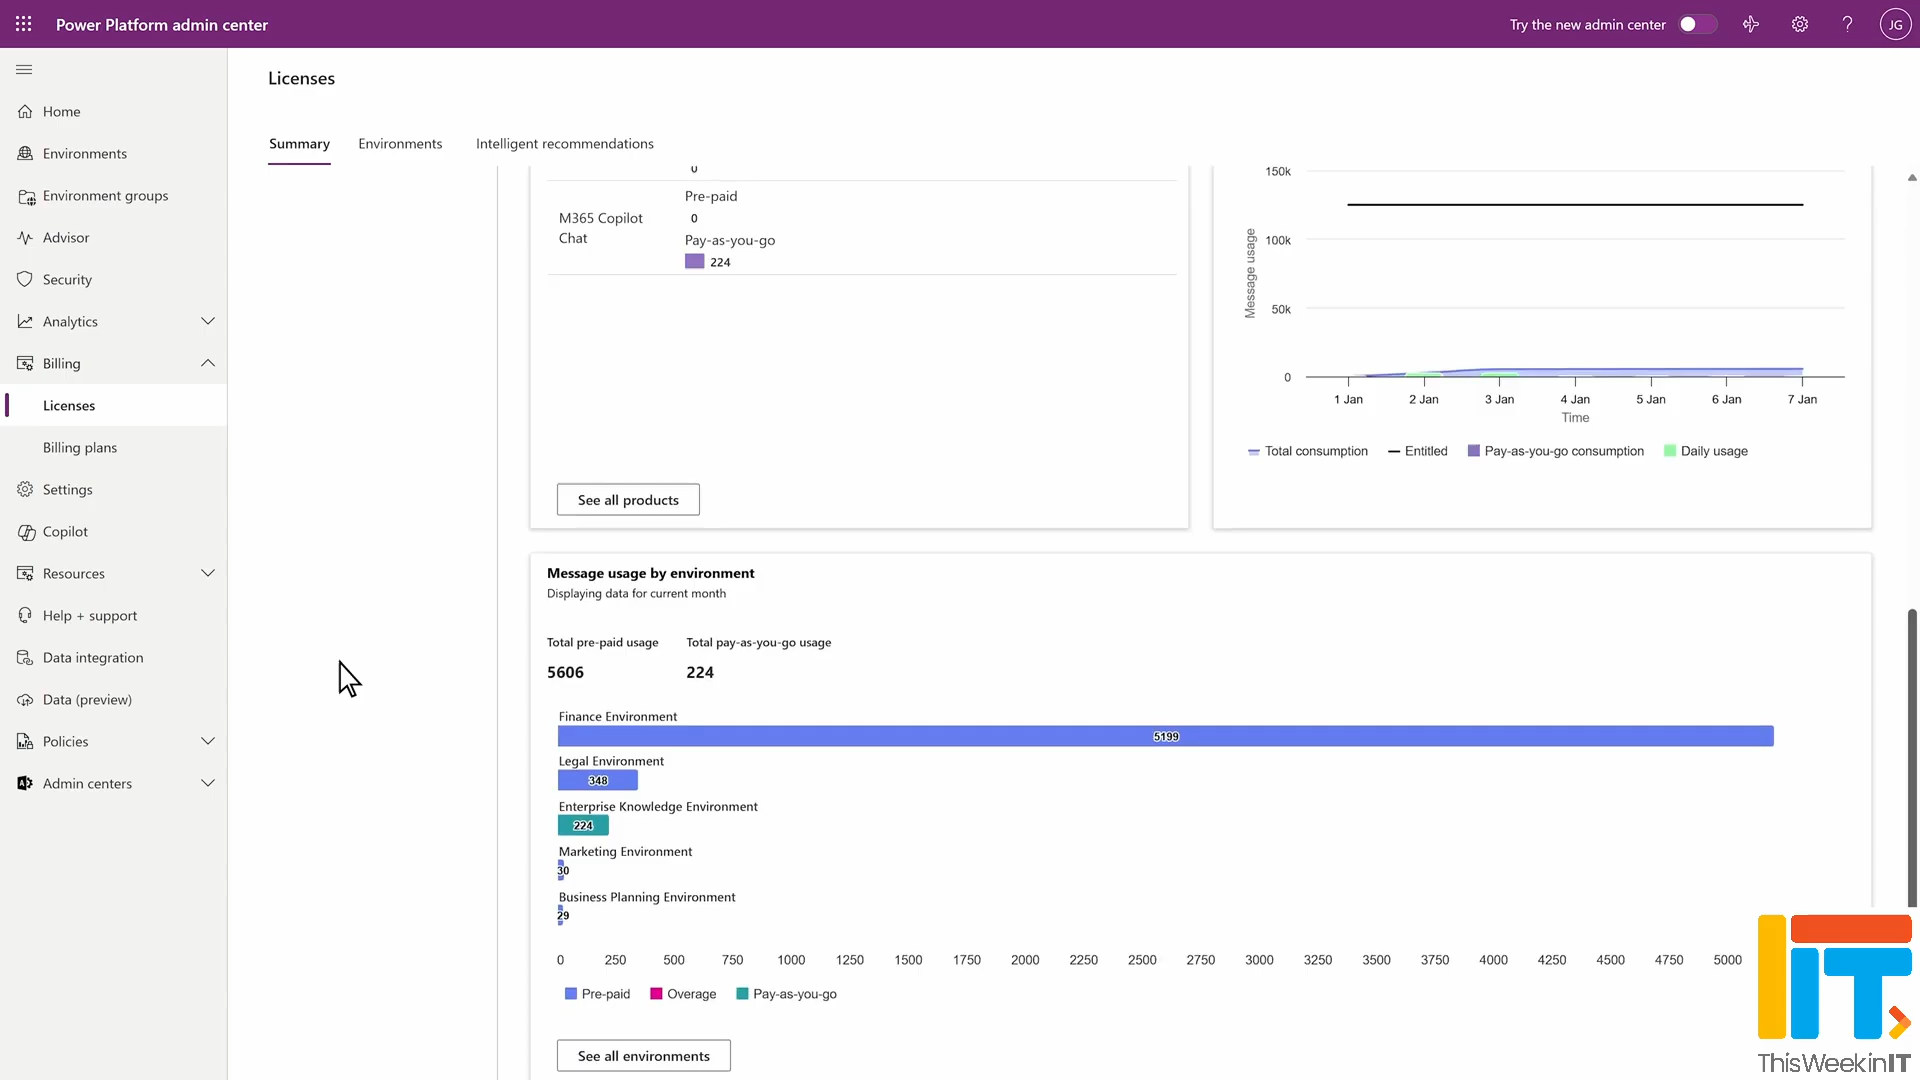 Power Platform admin center
Try the new admin center
JG
Home
Environments
Environment groups
Advisor
Security
Analytics
Billing
Licenses
Billing plans
Settings
Copilot
Resources
Help + support
Data integration
Data (preview)
Policies
Admin centers
Licenses
Summary
Environments
Intelligent recommendations
0
M365 Copilot
Chat
Pre-paid
0
Pay-as-you-go
224
See all products
Message usage
150k
100k
50k
0
1 Jan
2 Jan
3 Jan
4 Jan
5 Jan
6 Jan
7 Jan
Time
Total consumption
Entitled
Pay-as-you-go consumption
Daily usage
Message usage by environment
Displaying data for current month
Total pre-paid usage
Total pay-as-you-go usage
5606
224
Finance Environment
5199
Legal Environment
348
Enterprise Knowledge Environment
224
Marketing Environment
30
Business Planning Environment
29
0 250 500 750 1000 1250 1500 1750 2000 2250 2500 2750 3000 3250 3500 3750 4000 4250 4500 4750 5000
Pre-paid
Overage
Pay-as-you-go
See all environments
IT
ThisWeekinIT